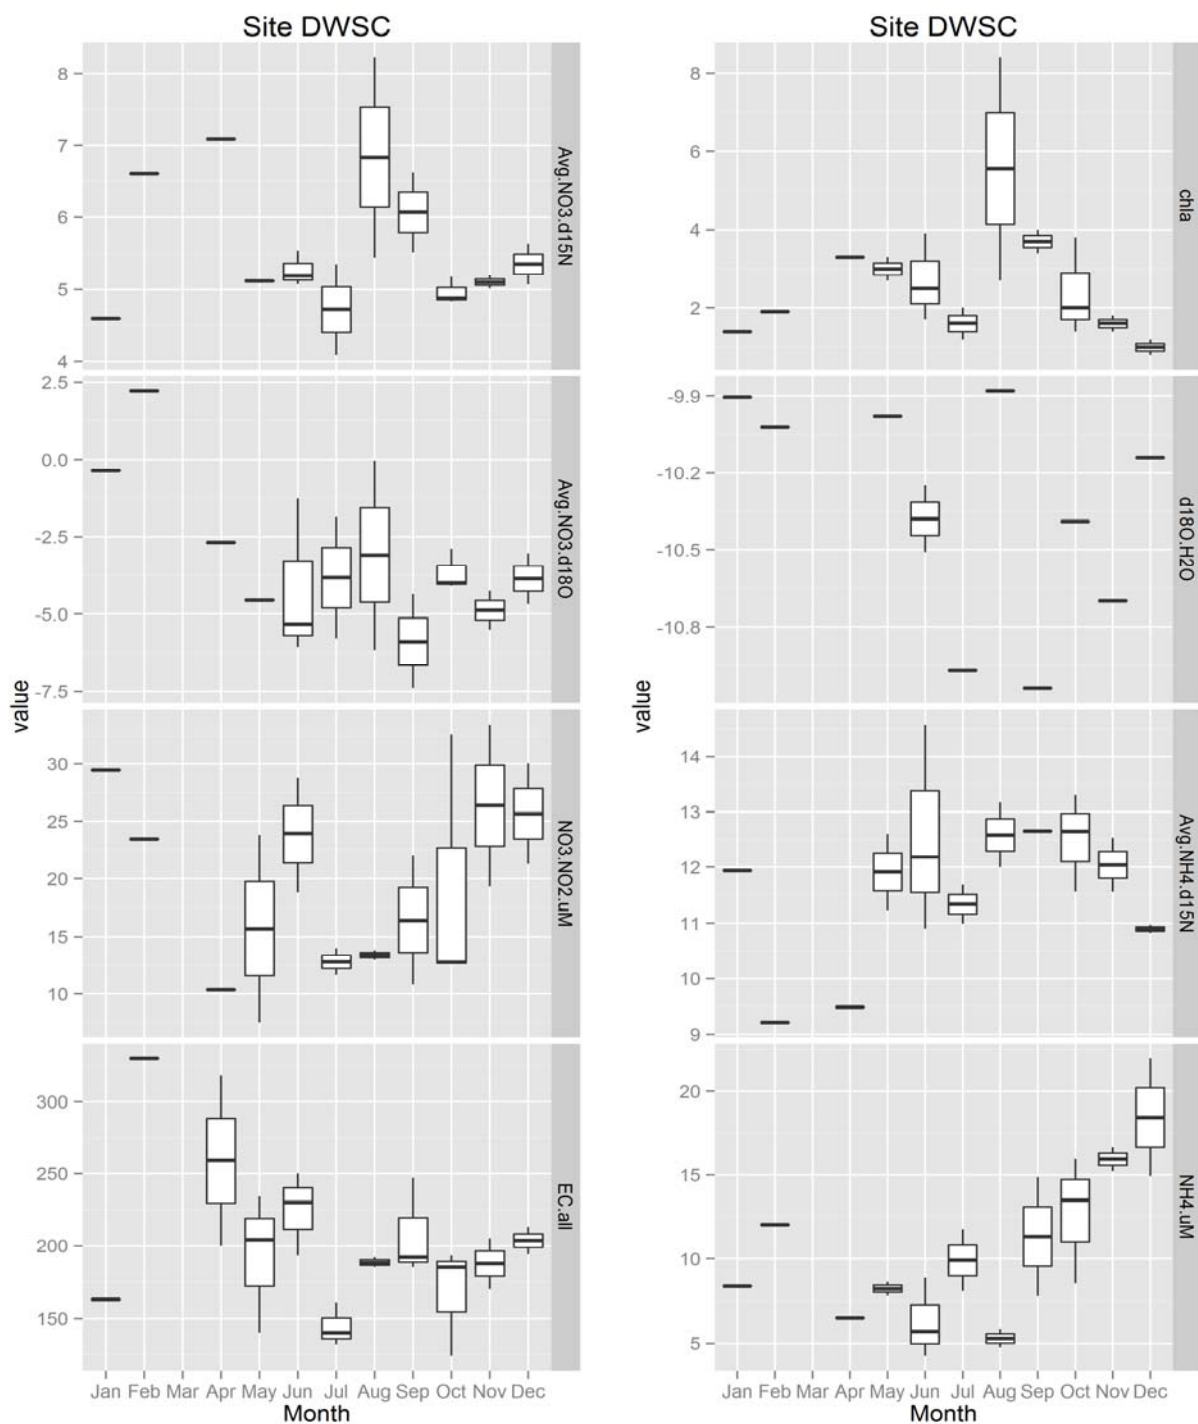 Site DWSC
8
7
6
5
4
Avg.NO3.d15N
2.5
0.0
-2.5
-5.0
-7.5
Avg.NO3.d18O
value
30
25
20
15
10
NO3.NO2.uM
300
250
200
150
EC.all
Jan Feb Mar Apr May Jun Jul Aug Sep Oct Nov Dec
Month
Site DWSC
8
6
4
2
chla
-9.9
-10.2
-10.5
-10.8
d18O.H2O
value
14
13
12
11
10
9
Avg.NH4.d15N
20
15
10
5
NH4.uM
Jan Feb Mar Apr May Jun Jul Aug Sep Oct Nov Dec
Month